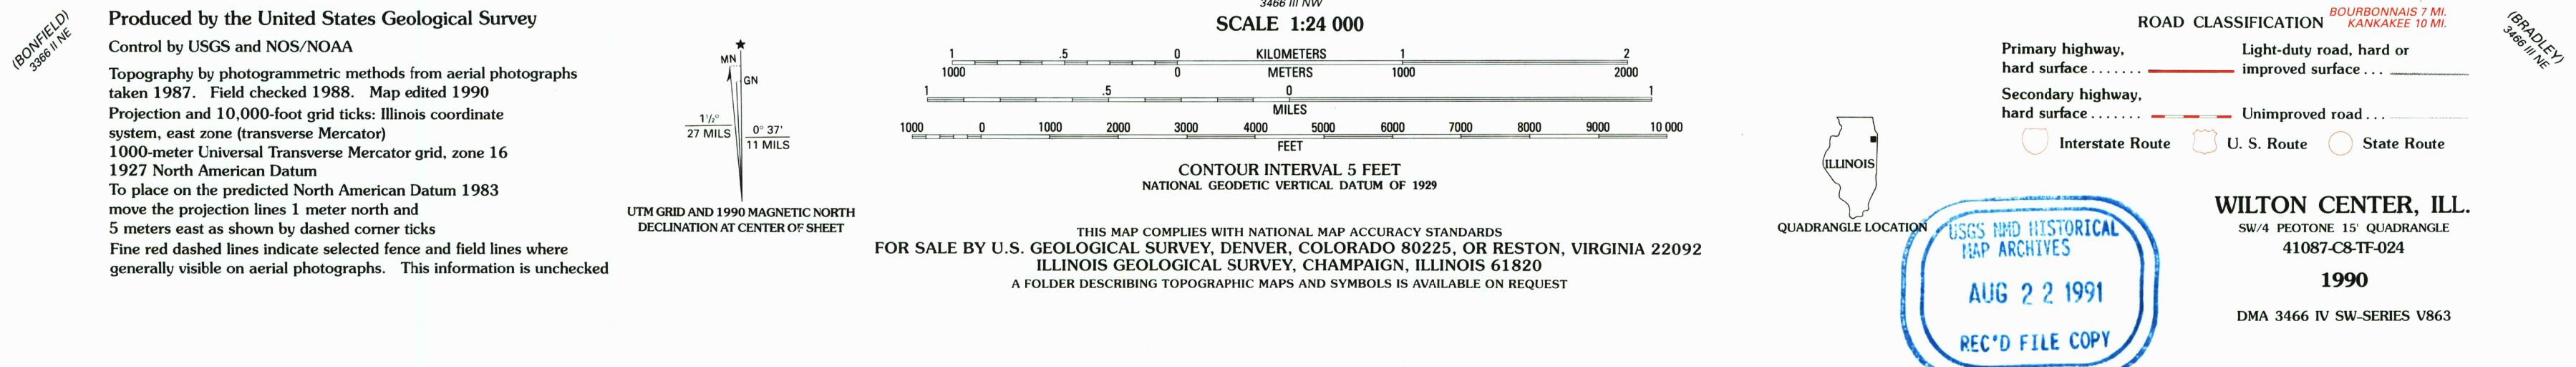 (BONFIELD)
3366 II NE
Produced by the United States Geological Survey
Control by USGS and NOS/NOAA
Topography by photogrammetric methods from aerial photographs
taken 1987. Field checked 1988. Map edited 1990
Projection and 10,000-foot grid ticks: Illinois coordinate
system, east zone (transverse Mercator)
1000-meter Universal Transverse Mercator grid, zone 16
1927 North American Datum
To place on the predicted North American Datum 1983
move the projection lines 1 meter north and
5 meters east as shown by dashed corner ticks
Fine red dashed lines indicate selected fence and field lines where
generally visible on aerial photographs. This information is unchecked
MN
GN
1½°
27 MILS
0° 37'
11 MILS
UTM GRID AND 1990 MAGNETIC NORTH
DECLINATION AT CENTER OF SHEET
3466 III NW
SCALE 1:24 000
1 .5 0 KILOMETERS 1 2
1000 0 METERS 1000 2000
1 .5 0 1
MILES
1000 0 1000 2000 3000 4000 5000 6000 7000 8000 9000 10 000
FEET
CONTOUR INTERVAL 5 FEET
NATIONAL GEODETIC VERTICAL DATUM OF 1929
THIS MAP COMPLIES WITH NATIONAL MAP ACCURACY STANDARDS
FOR SALE BY U.S. GEOLOGICAL SURVEY, DENVER, COLORADO 80225, OR RESTON, VIRGINIA 22092
ILLINOIS GEOLOGICAL SURVEY, CHAMPAIGN, ILLINOIS 61820
A FOLDER DESCRIBING TOPOGRAPHIC MAPS AND SYMBOLS IS AVAILABLE ON REQUEST
ILLINOIS
QUADRANGLE LOCATION
ROAD CLASSIFICATION
BOURBONNAIS 7 MI.
KANKAKEE 10 MI.
Primary highway,
hard surface.......
Light-duty road, hard or
improved surface...
Secondary highway,
hard surface.......
Unimproved road...
Interstate Route
U. S. Route
State Route
(BRADLEY)
3466 III NE
USGS NMD HISTORICAL
MAP ARCHIVES
AUG 22 1991
REC'D FILE COPY
WILTON CENTER, ILL.
SW/4 PEOTONE 15' QUADRANGLE
41087-C8-TF-024
1990
DMA 3466 IV SW-SERIES V863